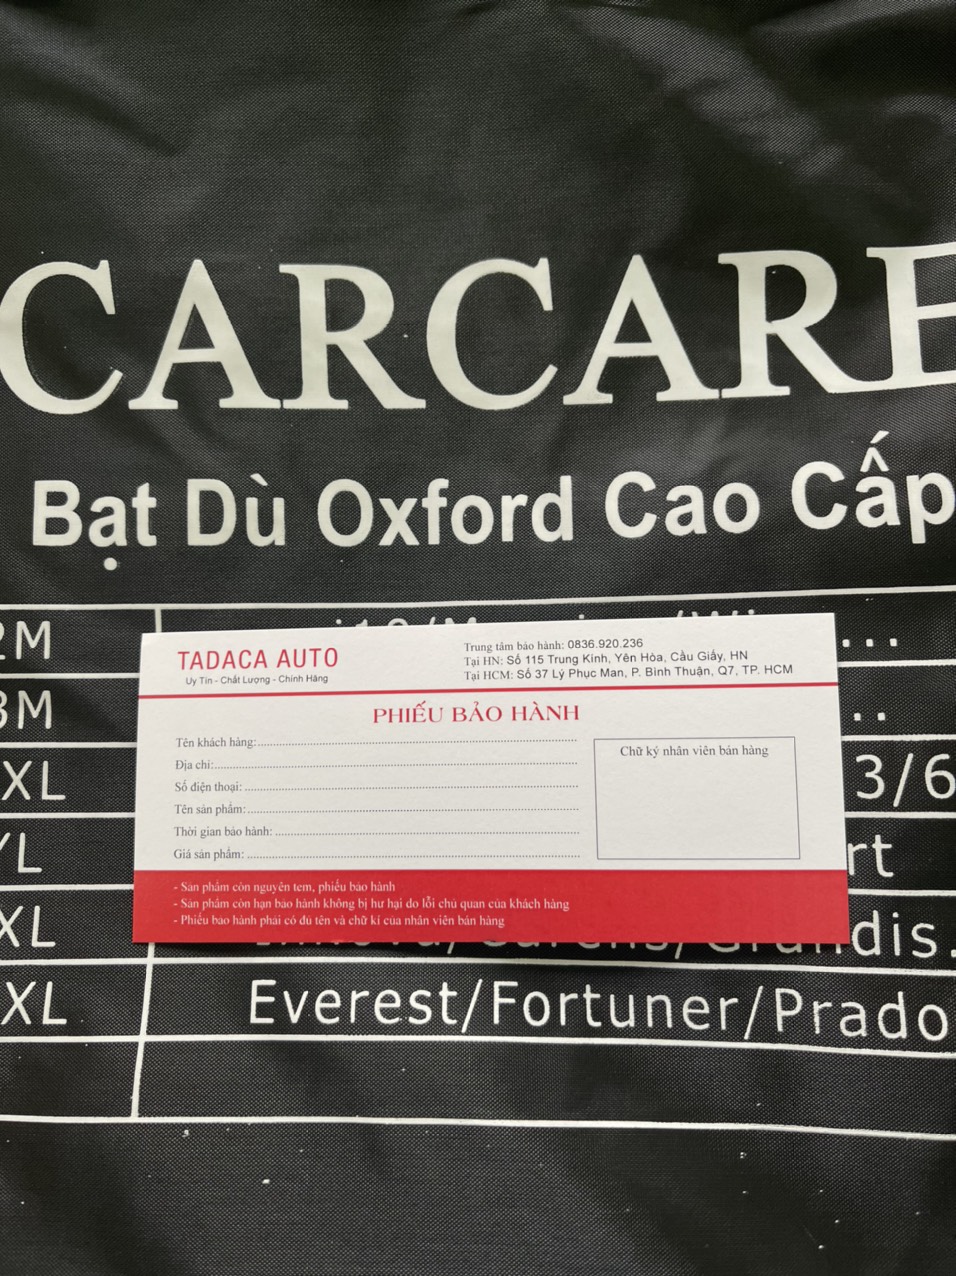 CARCARE
Bạt Dù Oxford Cao Cấp
2M
...
3M
..
XL
3/6
/L
rt
XL
dis.
XL Everest/Fortuner/Prado
TADACA AUTO
Uy Tín - Chất Lượng - Chính Hãng
Trung tâm bảo hành: 0836.920.236
Tại HN: Số 115 Trung Kính, Yên Hòa, Cầu Giấy, HN
Tại HCM: Số 37 Lý Phục Man, P. Bình Thuận, Q7, TP. HCM
PHIẾU BẢO HÀNH
Tên khách hàng:
Địa chỉ:
Số điện thoại:
Tên sản phẩm:
Thời gian bảo hành:
Giá sản phẩm:
Chữ ký nhân viên bán hàng
- Sản phẩm còn nguyên tem, phiếu bảo hành
- Sản phẩm còn hạn bảo hành không bị hư hại do lỗi chủ quan của khách hàng
- Phiếu bảo hành phải có đủ tên và chữ kí của nhân viên bán hàng